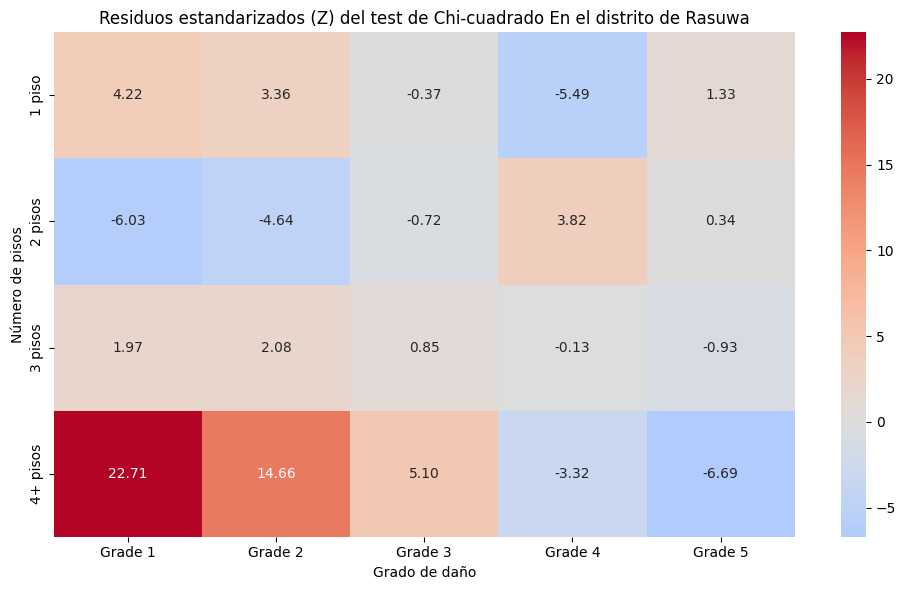 Residuos estandarizados (Z) del test de Chi-cuadrado En el distrito de Rasuwa
Número de pisos
1 piso
4.22 3.36 -0.37 -5.49 1.33
2 pisos
-6.03 -4.64 -0.72 3.82 0.34
3 pisos
1.97 2.08 0.85 -0.13 -0.93
4+ pisos
22.71 14.66 5.10 -3.32 -6.69
Grade 1 Grade 2 Grade 3 Grade 4 Grade 5
Grado de daño
20
15
10
5
0
−5